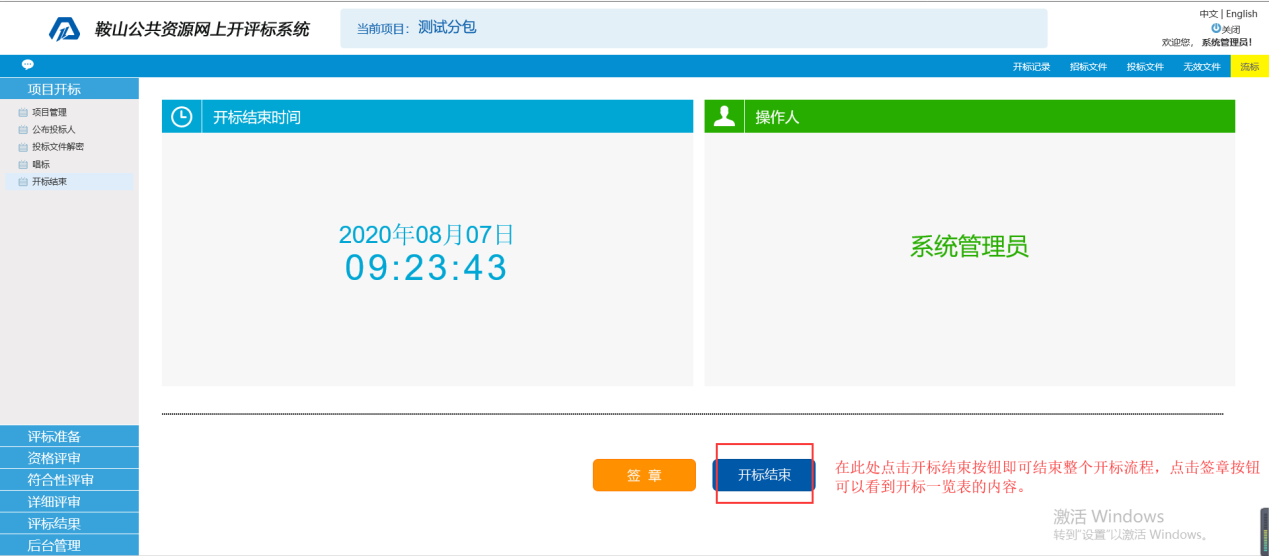 鞍山公共资源网上开评标系统
当前项目：测试分包
中文 | English
关闭
欢迎您，系统管理员！
开标记录 招标文件 投标文件 无效文件 流标
项目开标
项目管理
公布投标人
投标文件解密
唱标
开标结束
开标结束时间
操作人
2020年08月07日
09:23:43
系统管理员
评标准备
资格评审
符合性评审
详细评审
评标结果
后台管理
签 章
开标结束
在此处点击开标结束按钮即可结束整个开标流程，点击签章按钮
可以看到开标一览表的内容。
激活 Windows
转到"设置"以激活 Windows。